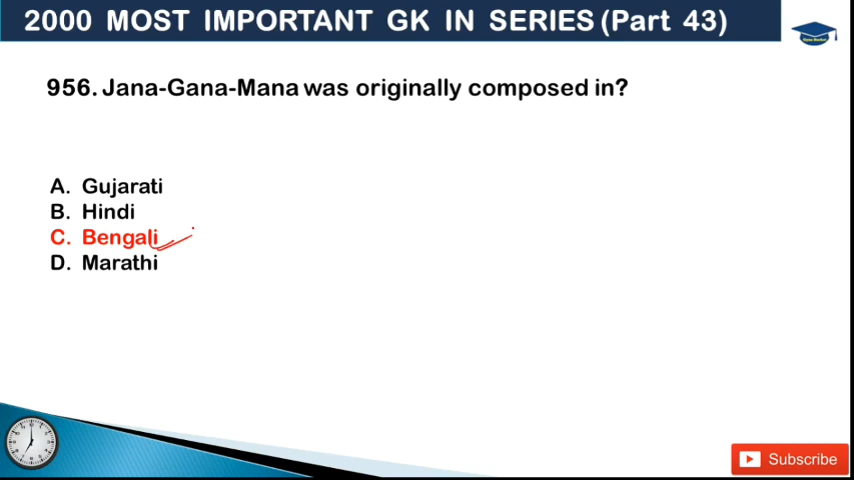 2000 MOST IMPORTANT GK IN SERIES (Part 43)
956. Jana-Gana-Mana was originally composed in?
A. Gujarati
B. Hindi
C. Bengali
D. Marathi
Subscribe